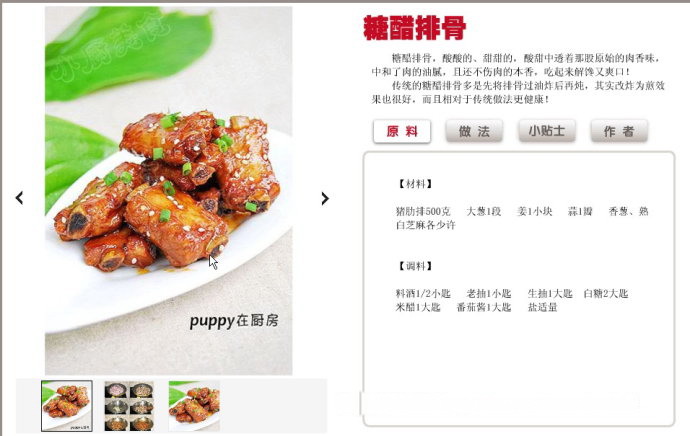 小厨美食
puppy在厨房
糖醋排骨
糖醋排骨，酸酸的、甜甜的，酸甜中透着那股原始的肉香味，
中和了肉的油腻，且还不伤肉的本香，吃起来解馋又爽口！
传统的糖醋排骨多是先将排骨过油炸后再炖，其实改炸为煎效
果也很好，而且相对于传统做法更健康！
原料 做法 小贴士 作者
【材料】
猪肋排500克 大葱1段 姜1小块 蒜1瓣 香葱、熟
白芝麻各少许
【调料】
料酒1/2小匙 老抽1小匙 生抽1大匙 白糖2大匙
米醋1大匙 番茄酱1大匙 盐适量